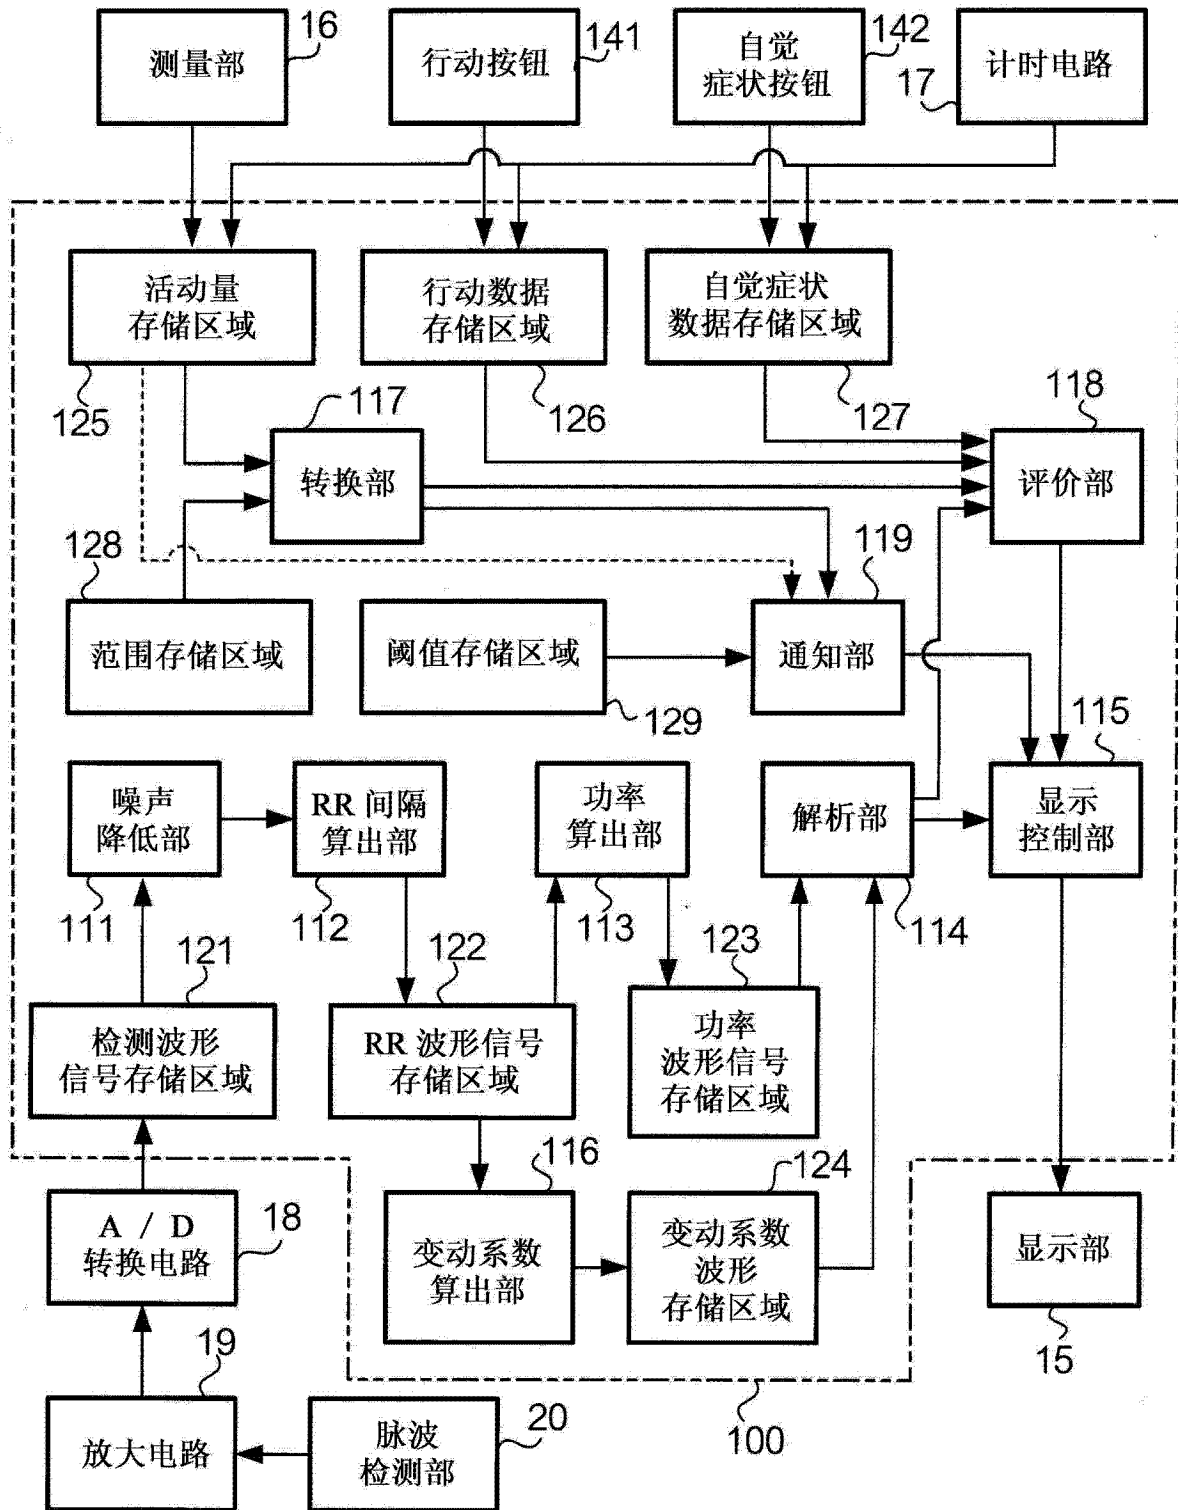 测量部
16
行动按钮
141
自觉
症状按钮
142
计时电路
17
活动量
存储区域
125
行动数据
存储区域
126
自觉症状
数据存储区域
127
117
转换部
118
评价部
128
范围存储区域
阈值存储区域
129
119
通知部
115
显示
控制部
噪声
降低部
111
RR 间隔
算出部
112
功率
算出部
113
解析部
114
121
检测波形
信号存储区域
122
RR 波形信号
存储区域
123
功率
波形信号
存储区域
116
变动系数
算出部
124
变动系数
波形
存储区域
A / D
转换电路
18
显示部
15
19
放大电路
脉波
检测部
20
100